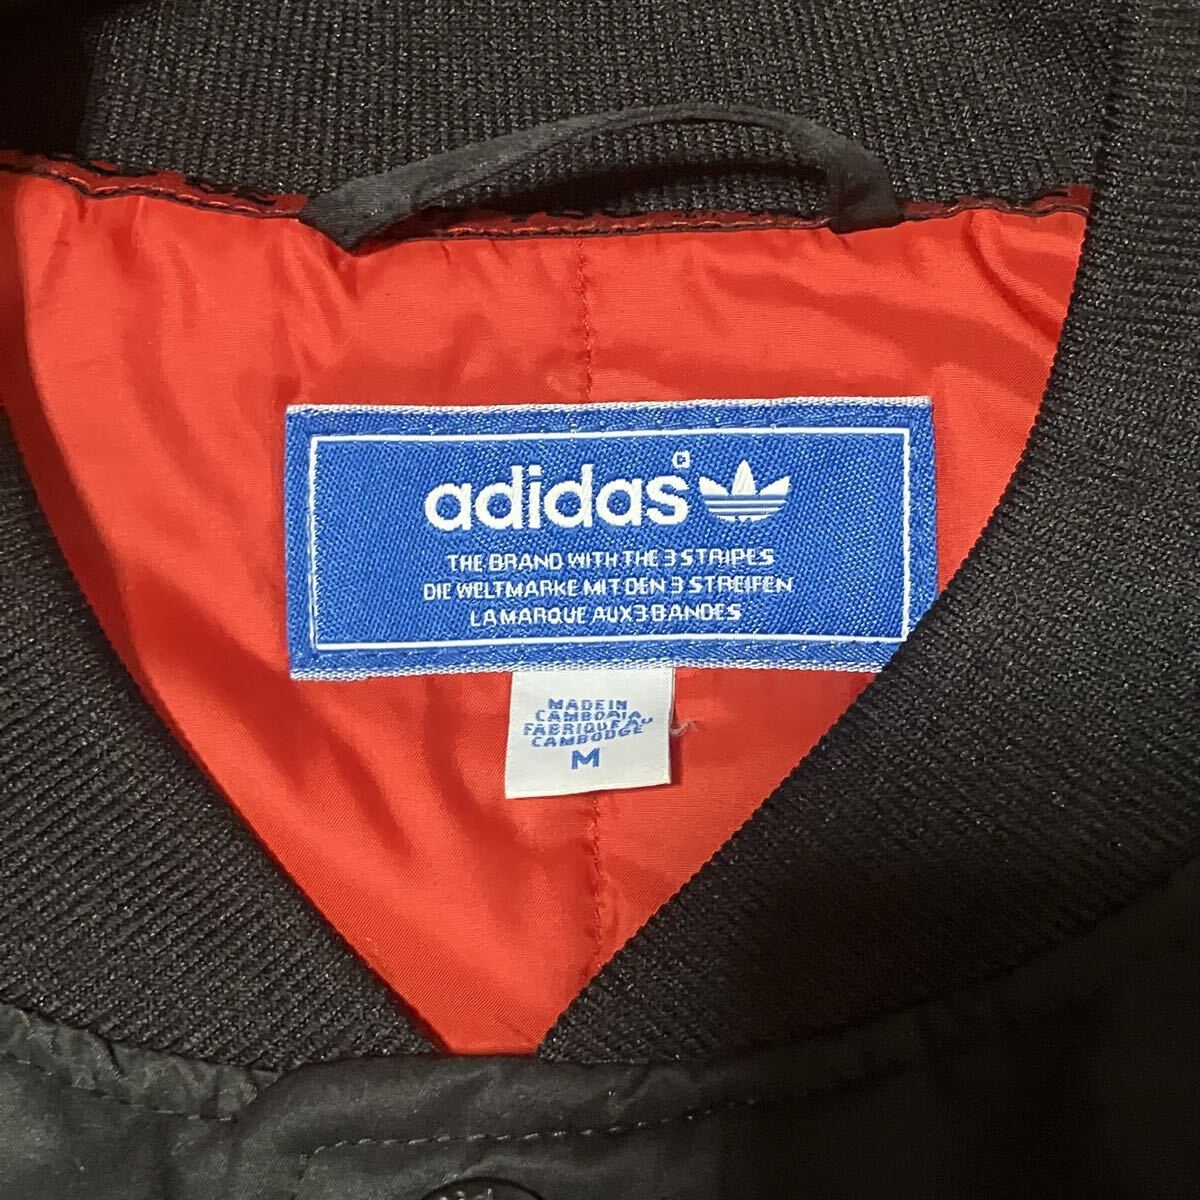 adidas
THE BRAND WITH THE 3 STRIPES
DIE WELTMARKE MIT DEN 3 STREIFEN
LA MARQUE AUX 3 BANDES
MADE IN
CAMBODIA
FABRIQUE AU
CAMBODGE
M